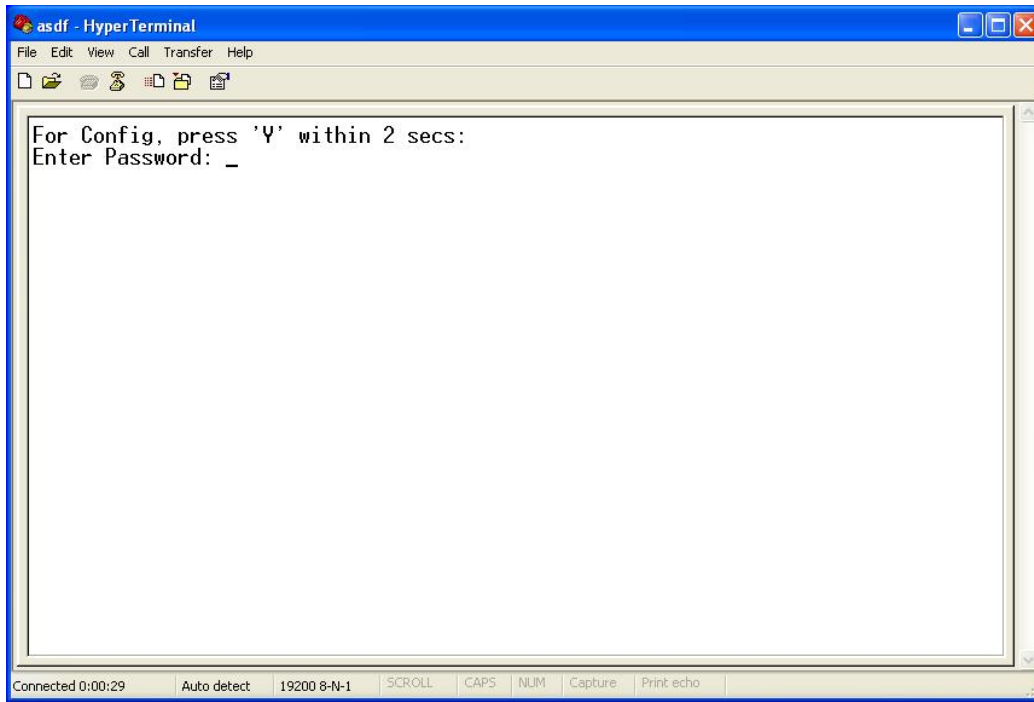 asdf - HyperTerminal
File Edit View Call Transfer Help
For Config, press 'Y' within 2 secs:
Enter Password: _
Connected 0:00:29 Auto detect 19200 8-N-1 SCROLL CAPS NUM Capture Print echo